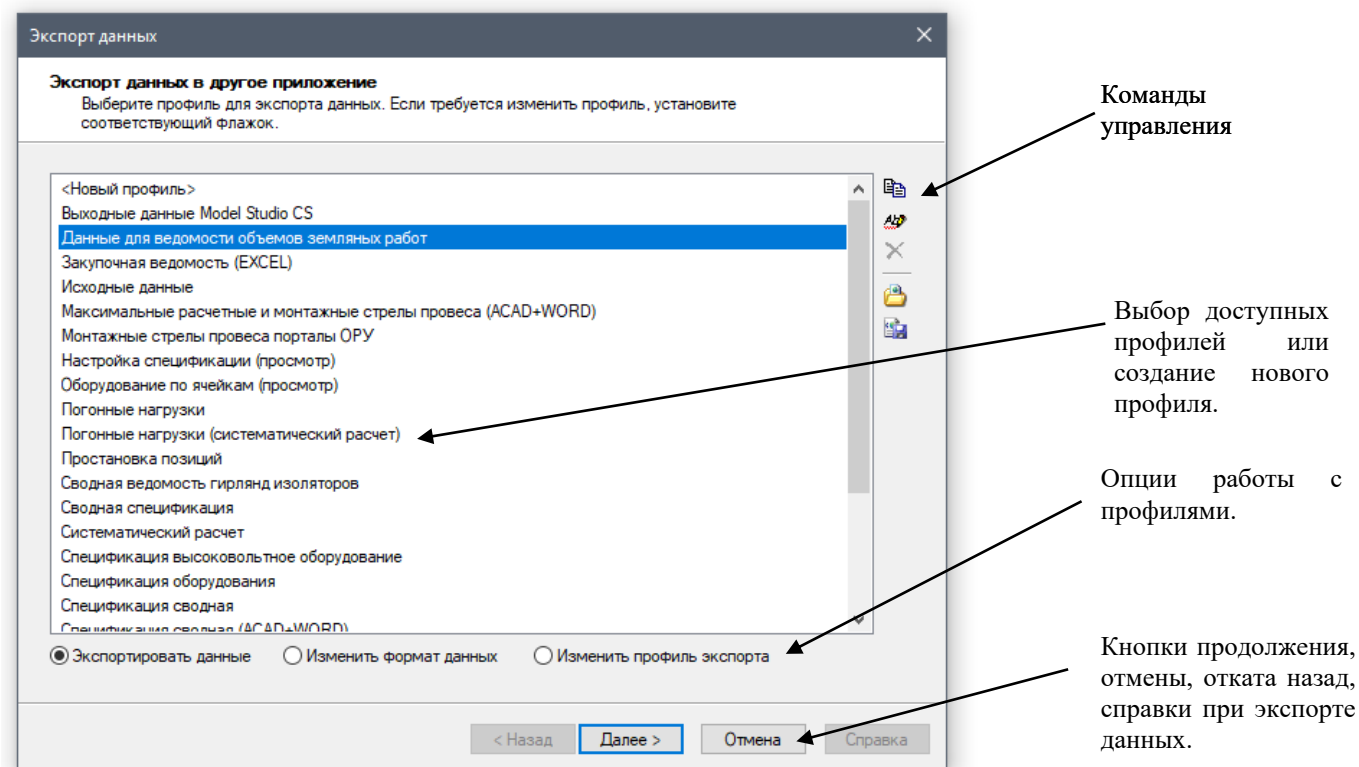 Экспорт данных
Экспорт данных в другое приложение
Выберите профиль для экспорта данных. Если требуется изменить профиль, установите
соответствующий флажок.
<Новый профиль>
Выходные данные Model Studio CS
Данные для ведомости объемов земляных работ
Закупочная ведомость (EXCEL)
Исходные данные
Максимальные расчетные и монтажные стрелы провеса (ACAD+WORD)
Монтажные стрелы провеса порталы ОРУ
Настройка спецификации (просмотр)
Оборудование по ячейкам (просмотр)
Погонные нагрузки
Погонные нагрузки (систематический расчет)
Простановка позиций
Сводная ведомость гирлянд изоляторов
Сводная спецификация
Систематический расчет
Спецификация высоковольтное оборудование
Спецификация оборудования
Спецификация сводная
Спецификация сводная (ACAD+WORD)
Экспортировать данные Изменить формат данных Изменить профиль экспорта
< Назад Далее > Отмена Справка
Команды
управления
Выбор доступных
профилей или
создание нового
профиля.
Опции работы с
профилями.
Кнопки продолжения,
отмены, отката назад,
справки при экспорте
данных.